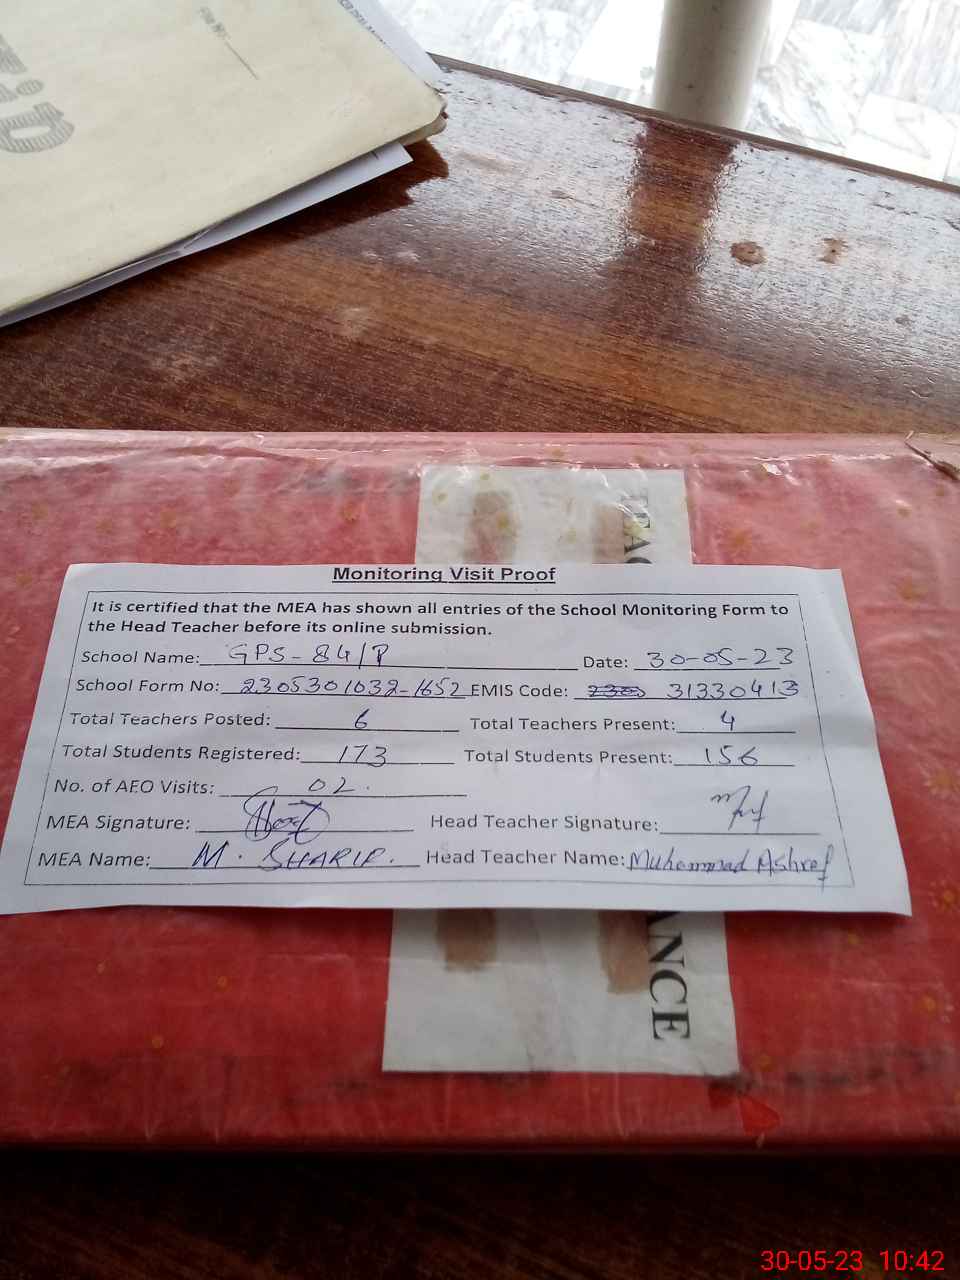 Monitoring Visit Proof
It is certified that the MEA has shown all entries of the School Monitoring Form to
the Head Teacher before its online submission.
School Name: GPS-84/P Date: 30-05-23
School Form No: 2305301032-1652 EMIS Code: 31330413
Total Teachers Posted: 6 Total Teachers Present: 4
Total Students Registered: 173 Total Students Present: 156
No. of AEO Visits: 02.
MEA Signature: Head Teacher Signature:
MEA Name: M. SHARIF. Head Teacher Name: Muhammad Ashraf
ANCE
30-05-23 10:42